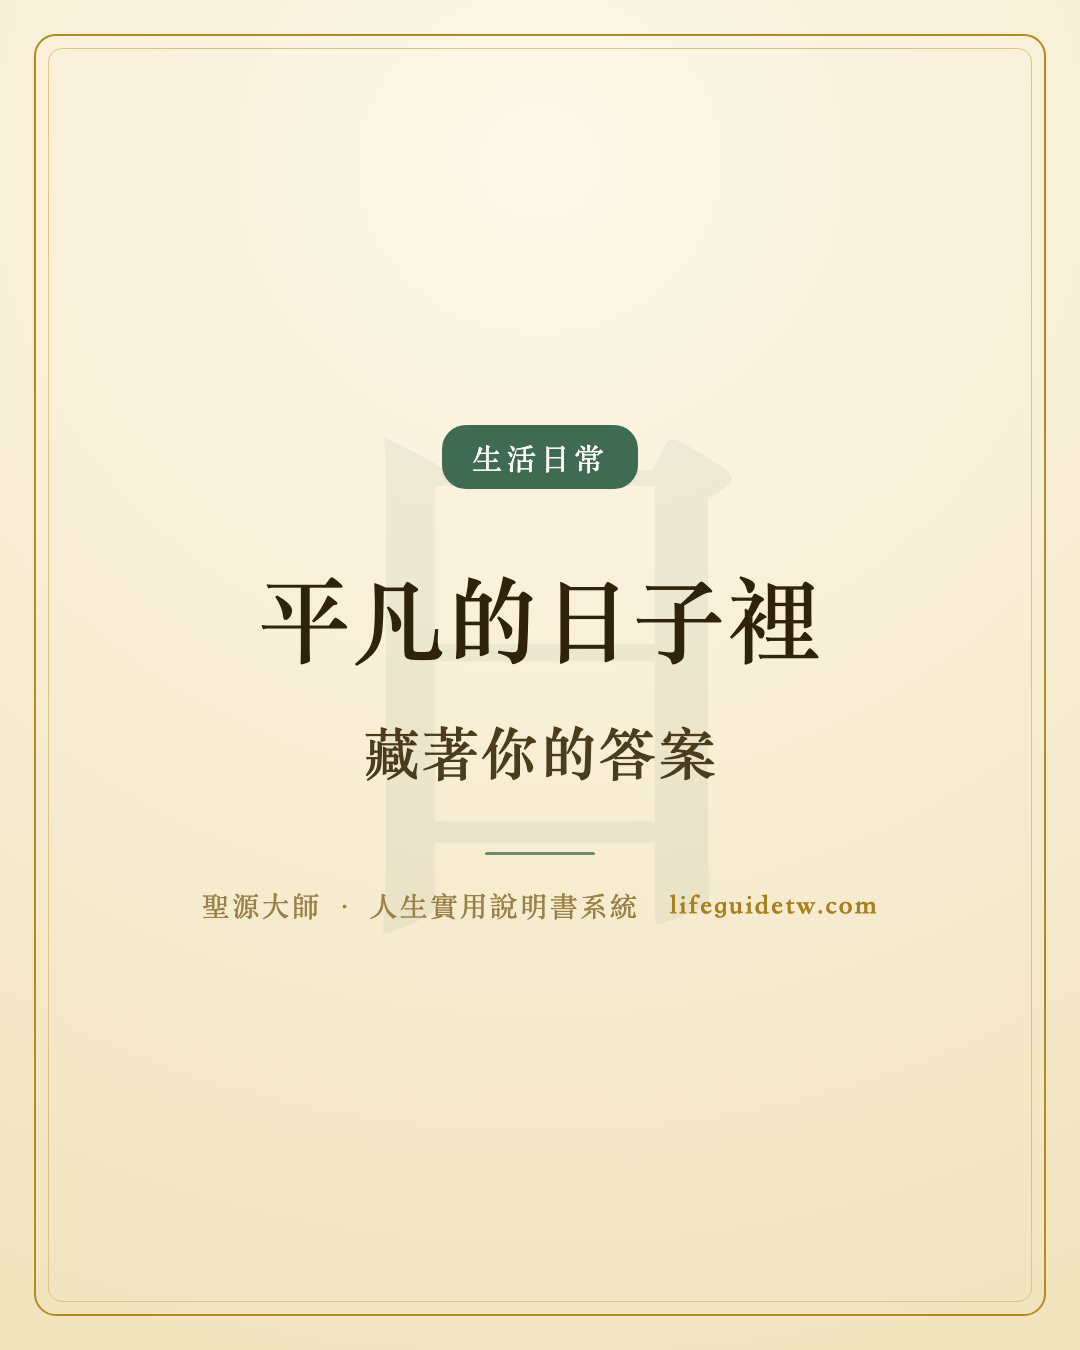 生活日常
平凡的日子裡
藏著你的答案
聖源大師 · 人生實用說明書系統 lifeguidetw.com
日